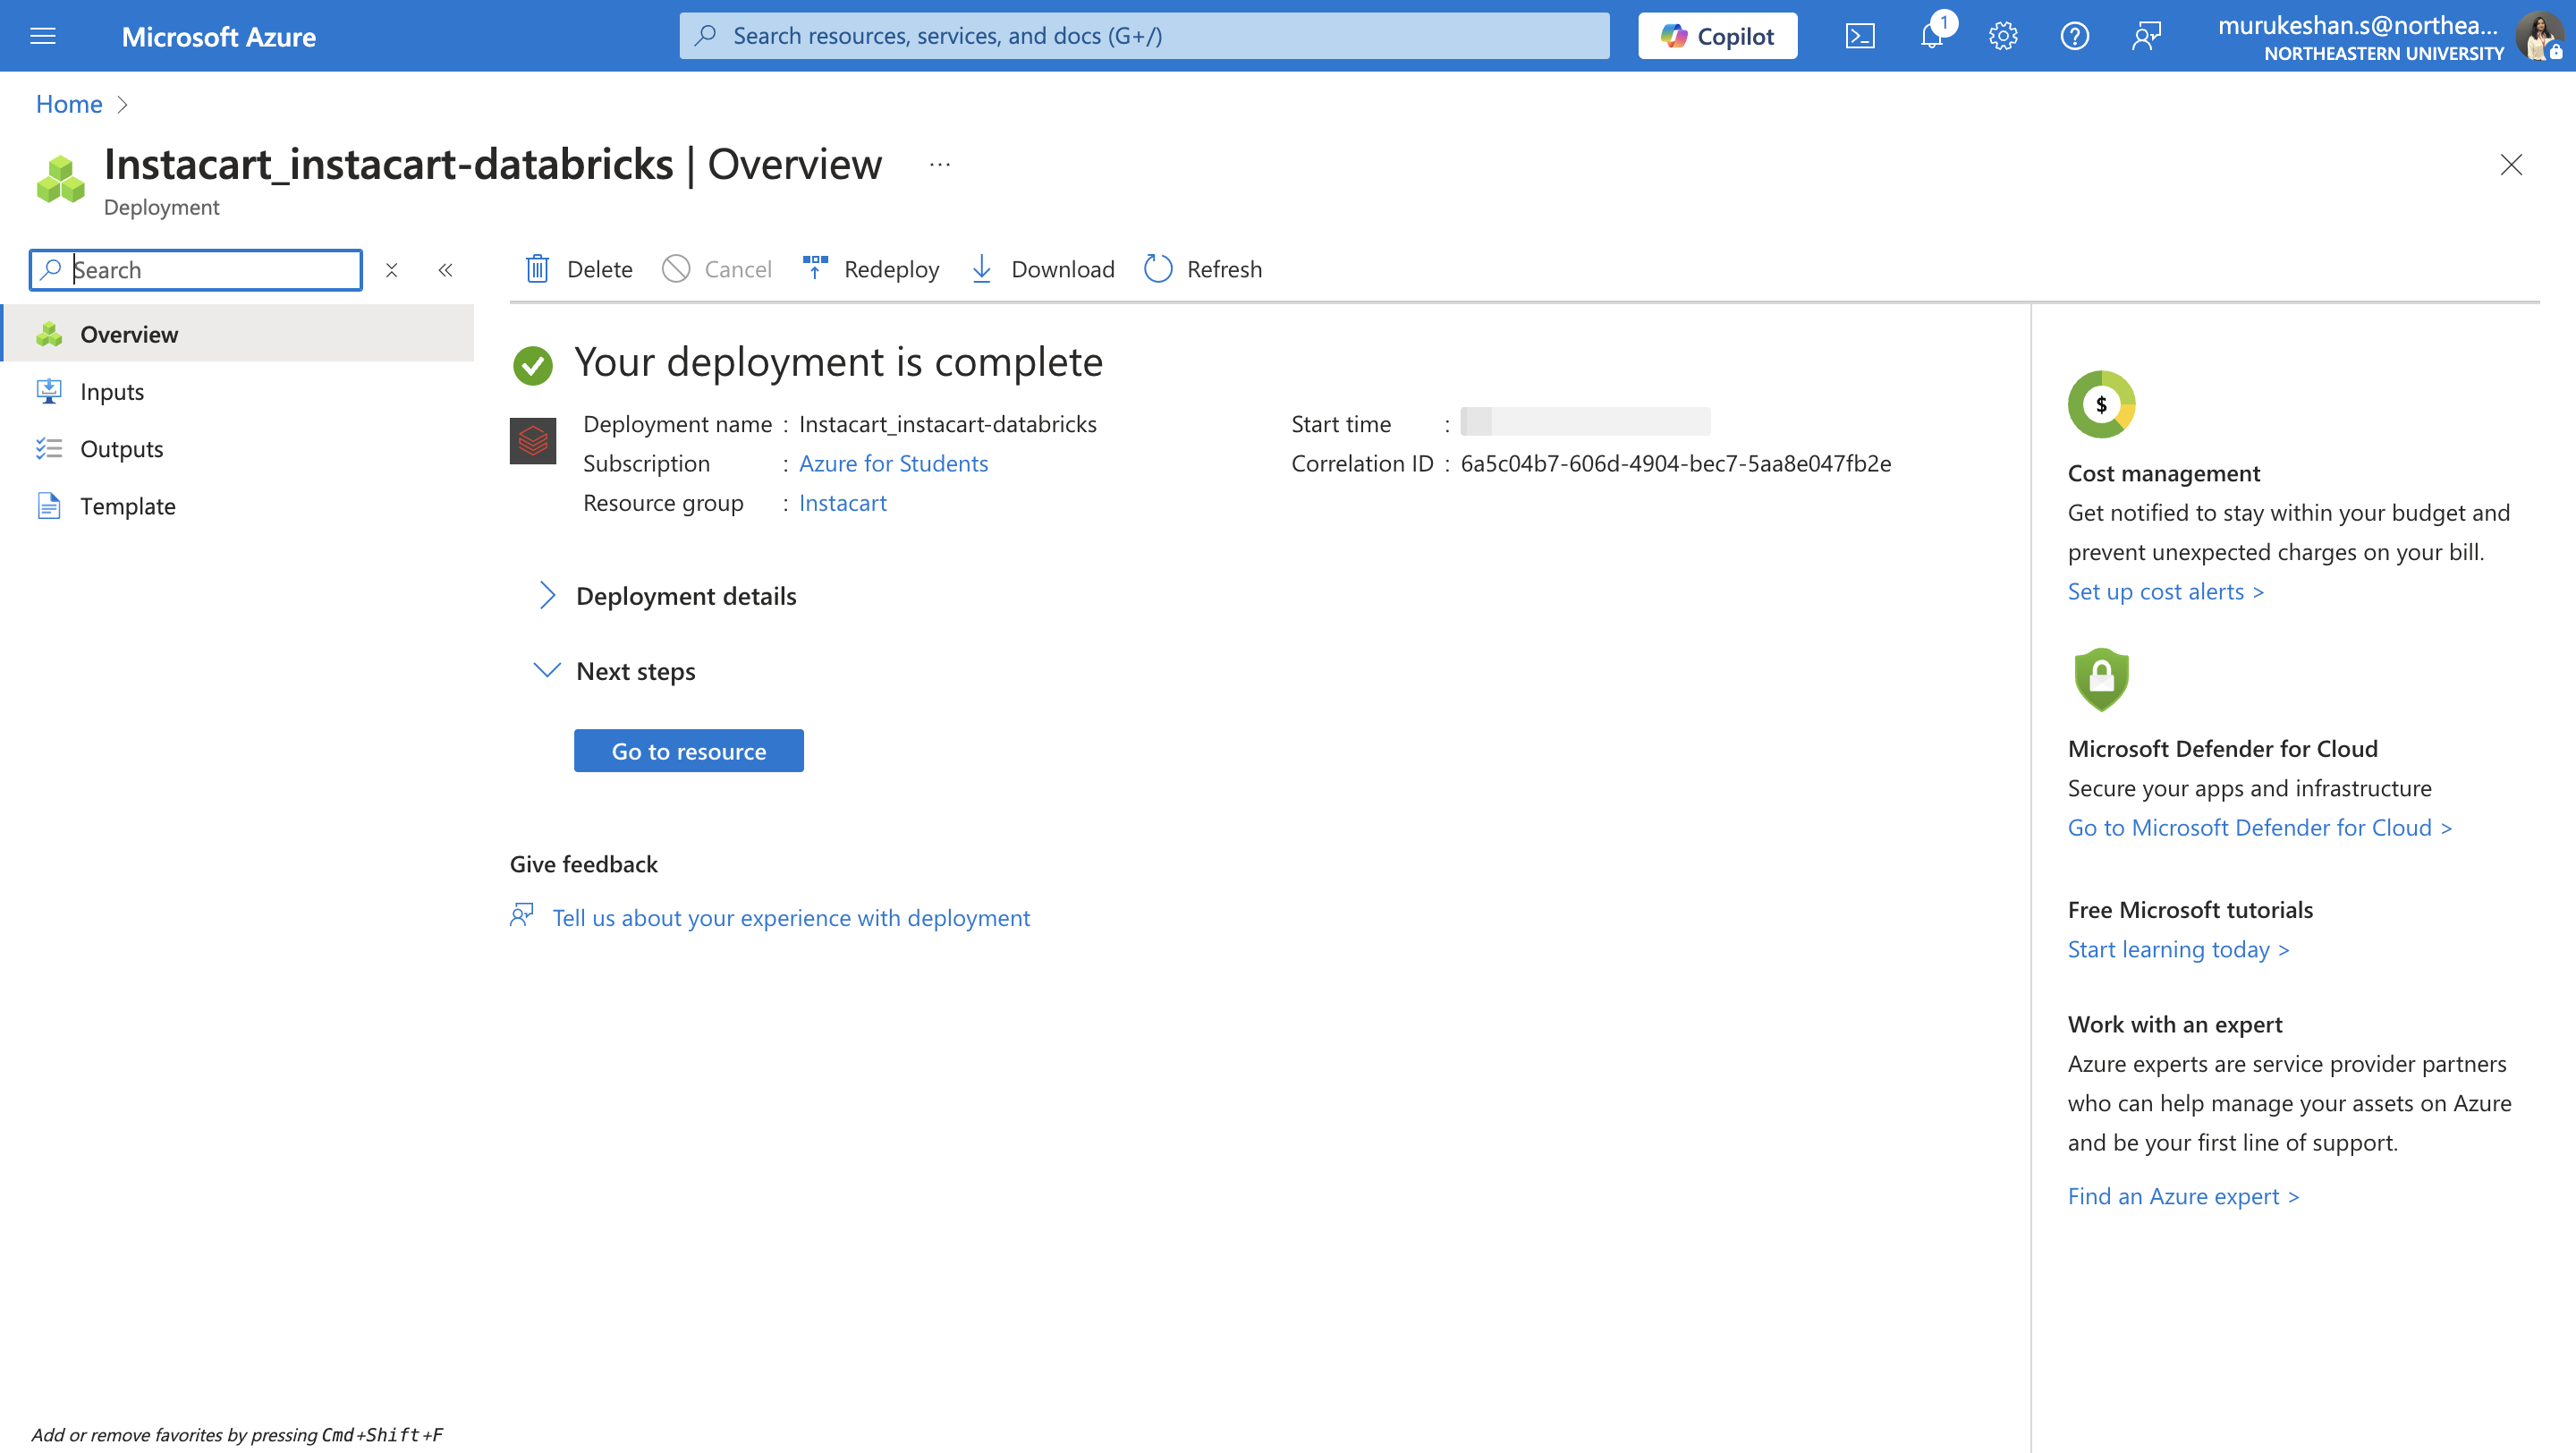 Microsoft Azure
Search resources, services, and docs (G+/)
Copilot
1
murukeshan.s@northea...
NORTHEASTERN UNIVERSITY
Home
Instacart_instacart-databricks | Overview ...
Deployment
Search
Delete
Cancel
Redeploy
Download
Refresh
Overview
Inputs
Outputs
Template
Your deployment is complete
Deployment name : Instacart_instacart-databricks
Subscription : Azure for Students
Resource group : Instacart
Start time :
Correlation ID : 6a5c04b7-606d-4904-bec7-5aa8e047fb2e
Deployment details
Next steps
Go to resource
Give feedback
Tell us about your experience with deployment
$
Cost management
Get notified to stay within your budget and
prevent unexpected charges on your bill.
Set up cost alerts >
Microsoft Defender for Cloud
Secure your apps and infrastructure
Go to Microsoft Defender for Cloud >
Free Microsoft tutorials
Start learning today >
Work with an expert
Azure experts are service provider partners
who can help manage your assets on Azure
and be your first line of support.
Find an Azure expert >
Add or remove favorites by pressing Cmd+Shift+F